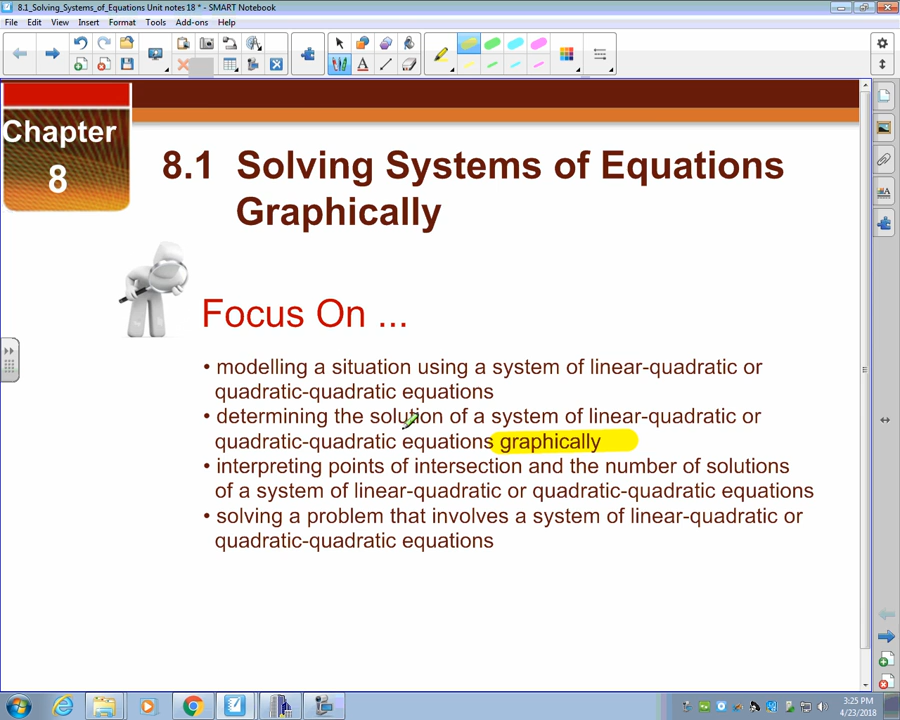 8.1_Solving_Systems_of_Equations Unit notes 18 * - SMART Notebook
File Edit View Insert Format Tools Add-ons Help
Chapter
8
8.1 Solving Systems of Equations
Graphically
Focus On ...
• modelling a situation using a system of linear-quadratic or
quadratic-quadratic equations
• determining the solution of a system of linear-quadratic or
quadratic-quadratic equations graphically
• interpreting points of intersection and the number of solutions
of a system of linear-quadratic or quadratic-quadratic equations
• solving a problem that involves a system of linear-quadratic or
quadratic-quadratic equations
3:25 PM
4/23/2018